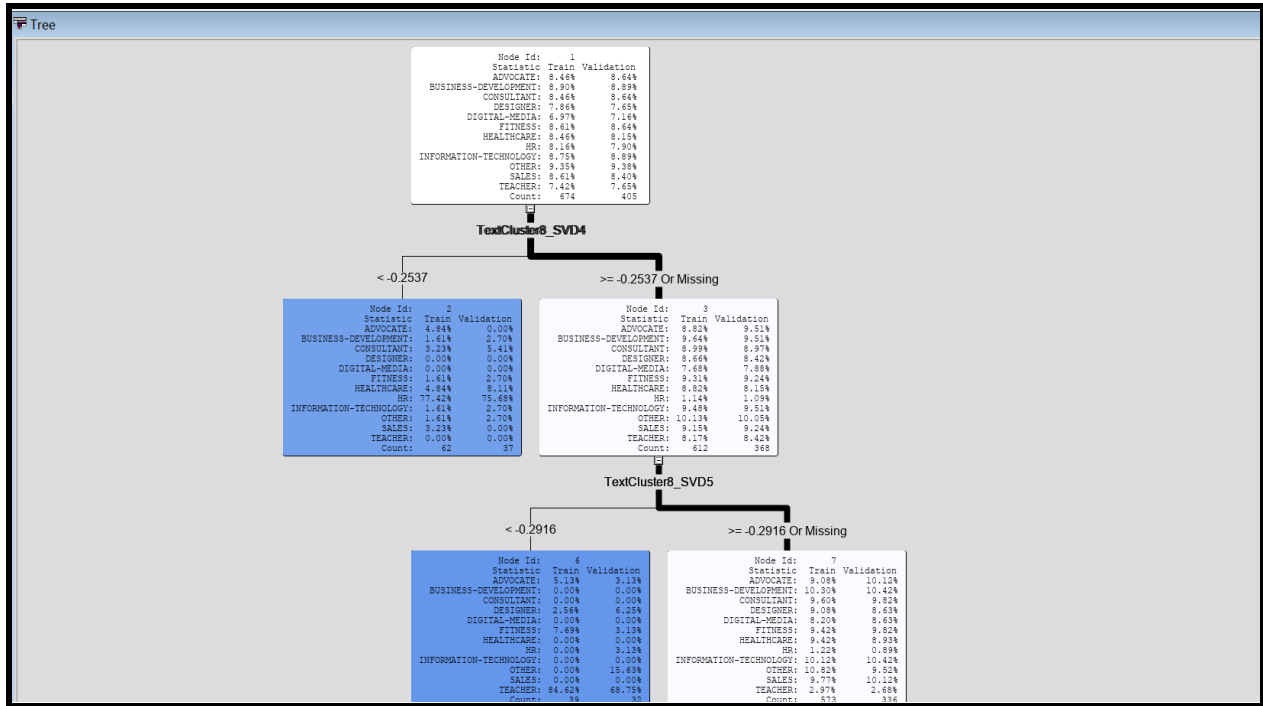 Tree
Node Id: 1
Statistic Train Validation
ADVOCATE: 8.46% 8.64%
BUSINESS-DEVELOPMENT: 8.90% 8.89%
CONSULTANT: 8.46% 8.64%
DESIGNER: 7.86% 7.65%
DIGITAL-MEDIA: 6.97% 7.16%
FITNESS: 8.61% 8.64%
HEALTHCARE: 8.46% 8.15%
HR: 8.16% 7.90%
INFORMATION-TECHNOLOGY: 8.75% 8.89%
OTHER: 9.35% 9.38%
SALES: 8.61% 8.40%
TEACHER: 7.42% 7.65%
Count: 674 405
TextCluster8_SVD4
< -0.2537
>= -0.2537 Or Missing
Node Id: 2
Statistic Train Validation
ADVOCATE: 4.84% 0.00%
BUSINESS-DEVELOPMENT: 1.61% 2.70%
CONSULTANT: 3.23% 5.41%
DESIGNER: 0.00% 0.00%
DIGITAL-MEDIA: 0.00% 0.00%
FITNESS: 1.61% 2.70%
HEALTHCARE: 4.84% 8.11%
HR: 77.42% 75.68%
INFORMATION-TECHNOLOGY: 1.61% 2.70%
OTHER: 1.61% 2.70%
SALES: 3.23% 0.00%
TEACHER: 0.00% 0.00%
Count: 62 37
Node Id: 3
Statistic Train Validation
ADVOCATE: 8.82% 9.51%
BUSINESS-DEVELOPMENT: 9.64% 9.51%
CONSULTANT: 8.99% 8.97%
DESIGNER: 8.66% 8.42%
DIGITAL-MEDIA: 7.68% 7.88%
FITNESS: 9.31% 9.24%
HEALTHCARE: 8.82% 8.15%
HR: 1.14% 1.09%
INFORMATION-TECHNOLOGY: 9.48% 9.51%
OTHER: 10.13% 10.05%
SALES: 9.15% 9.24%
TEACHER: 8.17% 8.42%
Count: 612 368
TextCluster8_SVD5
< -0.2916
>= -0.2916 Or Missing
Node Id: 6
Statistic Train Validation
ADVOCATE: 5.13% 3.13%
BUSINESS-DEVELOPMENT: 0.00% 0.00%
CONSULTANT: 0.00% 0.00%
DESIGNER: 2.56% 6.25%
DIGITAL-MEDIA: 0.00% 0.00%
FITNESS: 7.69% 3.13%
HEALTHCARE: 0.00% 0.00%
HR: 0.00% 3.13%
INFORMATION-TECHNOLOGY: 0.00% 0.00%
OTHER: 0.00% 15.63%
SALES: 0.00% 0.00%
TEACHER: 84.62% 68.75%
Count: 39 32
Node Id: 7
Statistic Train Validation
ADVOCATE: 9.08% 10.12%
BUSINESS-DEVELOPMENT: 10.30% 10.42%
CONSULTANT: 9.60% 9.82%
DESIGNER: 9.08% 8.63%
DIGITAL-MEDIA: 8.20% 8.63%
FITNESS: 9.42% 9.82%
HEALTHCARE: 9.42% 8.93%
HR: 1.22% 0.89%
INFORMATION-TECHNOLOGY: 10.12% 10.42%
OTHER: 10.82% 9.52%
SALES: 9.77% 10.12%
TEACHER: 2.97% 2.68%
Count: 573 336